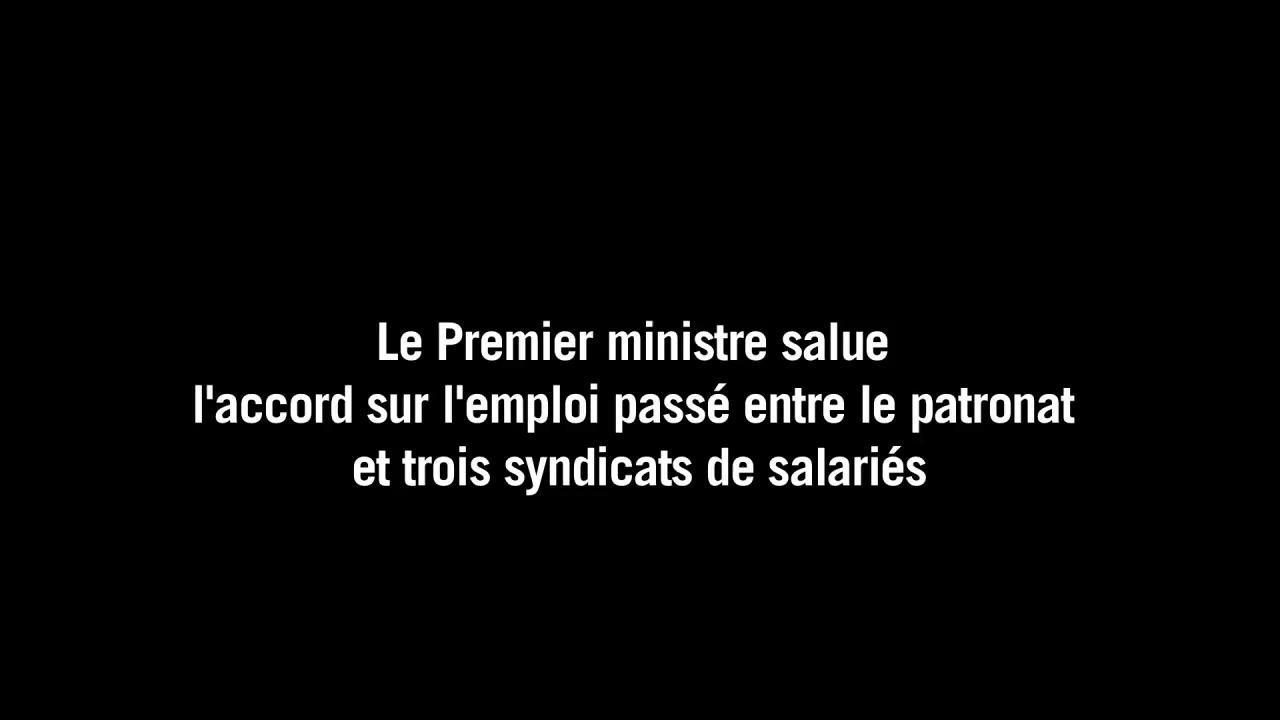 Le Premier ministre salue
l'accord sur l'emploi passé entre le patronat
et trois syndicats de salariés